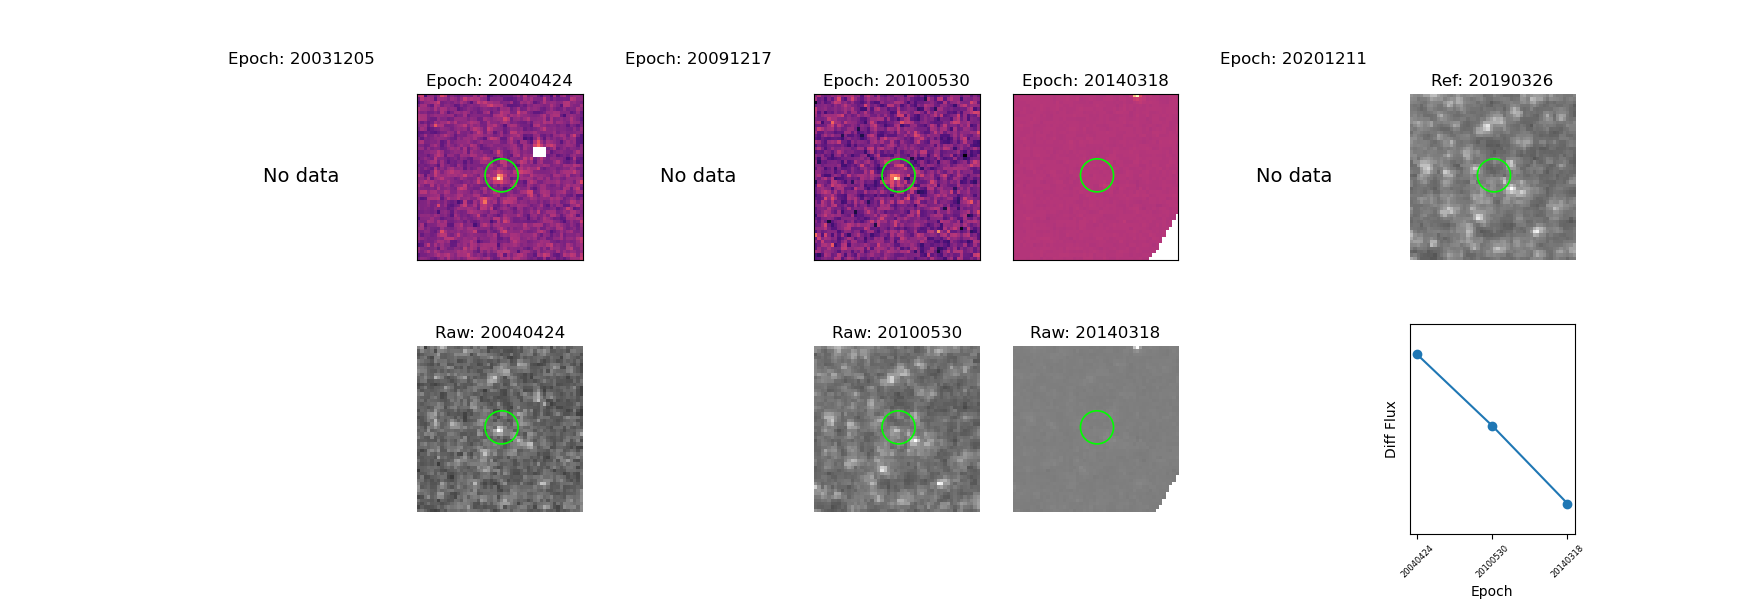 Epoch: 20031205
Epoch: 20040424
Epoch: 20091217
Epoch: 20100530
Epoch: 20140318
Epoch: 20201211
Ref: 20190326
No data
No data
No data
Raw: 20040424
Raw: 20100530
Raw: 20140318
Diff Flux
20040424
20100530
20140318
Epoch